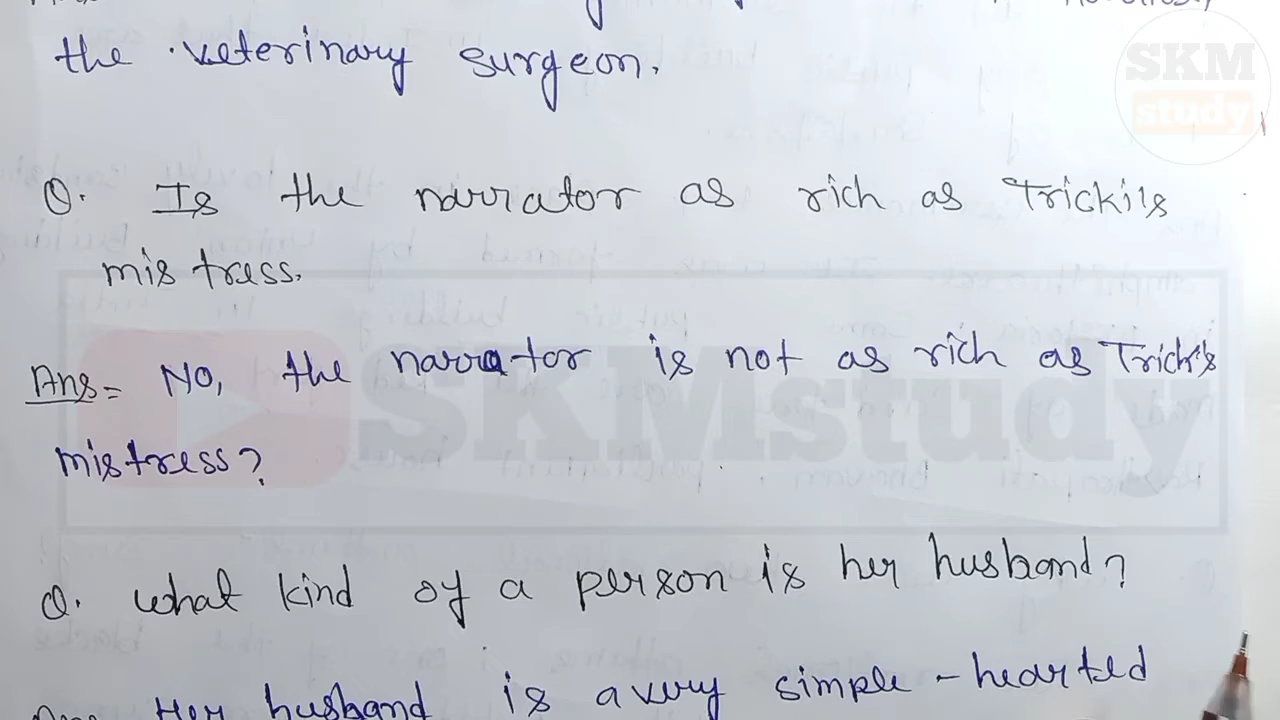 the veterinary surgeon.
SKM
study
Q. Is the narrator as rich as Tricki's
mistress.
Ans= No, the narrator is not as rich as Trick's
mistress?
SKMstudy
Q. What kind of a person is her husband?
Her husband is a very simple-hearted